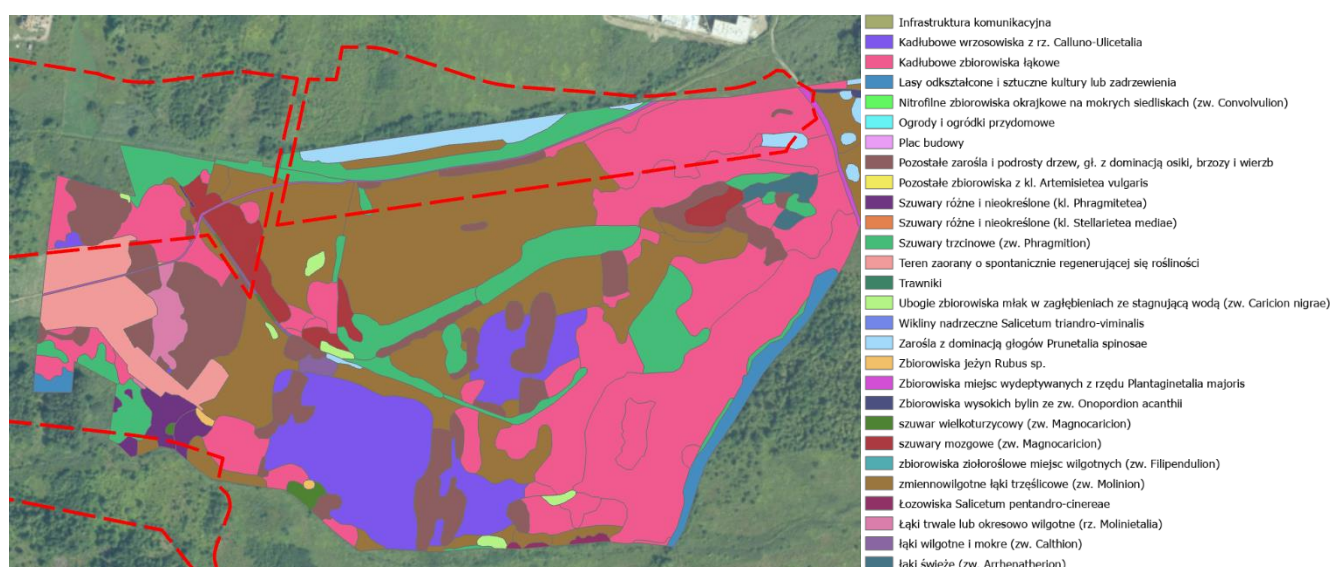 Infrastruktura komunikacyjna
Kadłubowe wrzosowiska z rz. Calluno-Ulicetalia
Kadłubowe zbiorowiska łąkowe
Lasy odkształcone i sztuczne kultury lub zadrzewienia
Nitrofilne zbiorowiska okrajkowe na mokrych siedliskach (zw. Convolvulion)
Ogrody i ogródki przydomowe
Plac budowy
Pozostałe zarośla i podrosty drzew, gł. z dominacją osiki, brzozy i wierzb
Pozostałe zbiorowiska z kl. Artemisietea vulgaris
Szuwary różne i nieokreślone (kl. Phragmitetea)
Szuwary różne i nieokreślone (kl. Stellarietea mediae)
Szuwary trzcinowe (zw. Phragmition)
Teren zaorany o spontanicznie regenerującej się rośliności
Trawniki
Ubogie zbiorowiska młak w zagłębieniach ze stagnującą wodą (zw. Caricion nigrae)
Wikliny nadrzeczne Salicetum triandro-viminalis
Zarośla z dominacją głogów Prunetalia spinosae
Zbiorowiska jeżyn Rubus sp.
Zbiorowiska miejsc wydeptywanych z rzędu Plantaginetalia majoris
Zbiorowiska wysokich bylin ze zw. Onopordion acanthii
szuwar wielkoturzycowy (zw. Magnocaricion)
szuwary mozgowe (zw. Magnocaricion)
zbiorowiska ziołoroślowe miejsc wilgotnych (zw. Filipendulion)
zmiennowilgotne łąki trzęślicowe (zw. Molinion)
Łozowiska Salicetum pentandro-cinereae
Łąki trwale lub okresowo wilgotne (rz. Molinietalia)
łąki wilgotne i mokre (zw. Calthion)
łąki świeże (zw. Arrhenatherion)